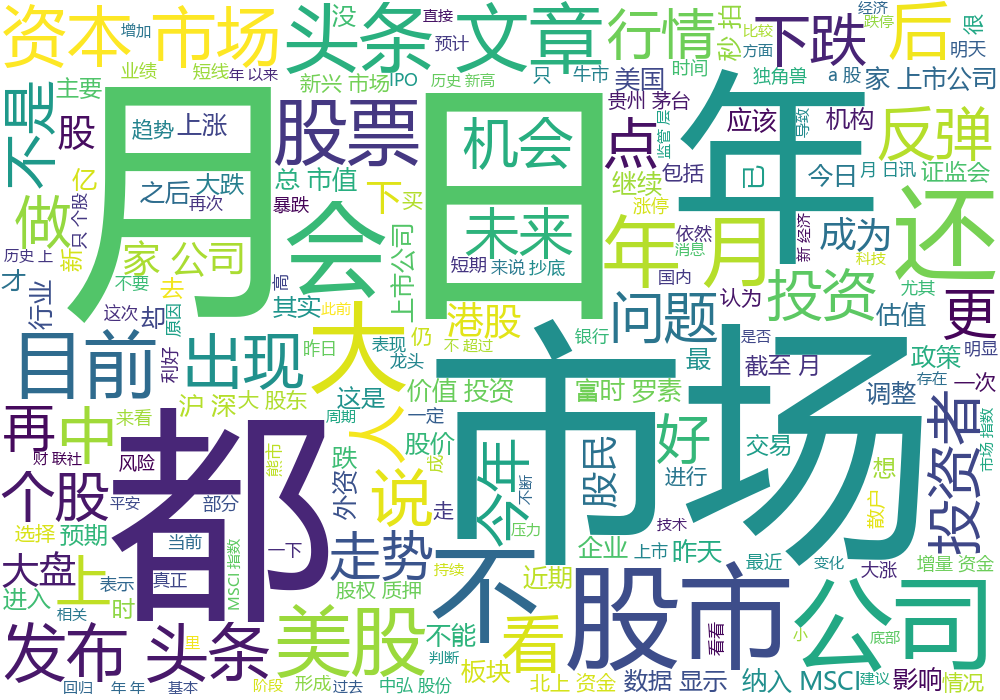 资本 市场
增加
头条 文章
没
直接
预计
行情
秒 拍
下跌
经济
跌停
比较
方面
后
很
明天
业绩
短线
年 以来
新兴 市场
IPO
历史 新高
只
牛市
美国
时间
独角兽
a 股
家 上市公司
不是
主要
股
趋势
上涨
月
股票
日
机会
贵州 茅台
点
监管 层
应该
导致
机构
年
反弹
之后
大跌
再次
总 市值
下
买
未来
继续
包括
已
今日
月 日讯
证监会
亿
做
只 个股
暴跌
会
涨停
还
历史 上
新
家 公司
上市公司
短期
来说 抄底
年 月
依然
消息
新 经济
成为
科技
才
不要
去
高
国内
尤其
行业
这次
却
原因
其实
此前
仍
港股
问题
认为
投资
估值
更
目前
利好
出现
昨日
大
表现
龙头
不 超过
银行
市场
最
是否
截至 月
政策
明显
沪 深
大 股东
这是
价值 投资
富时 罗素
调整
存在
一次
再
中
来看
周期
人
一定
今年
股民
好
交易
投资者
市场 指数
财 联社
风险
都
熊市
跌
股价
成
不断
进行
想
个股
平安
部分
外资
说
走
散户
选择
预期
当前
走势
不
压力
技术
大盘
上
表示
真正
一下
MSCI 指数
持续
企业
上市
昨天
最近
变化
大涨
增量 资金
进入
时
股权 质押
近期
股市
公司
相关
发布 头条
里
美股
不能
看
看看
小
底部
判断
板块
回归
年 年
基本
阶段
形成
过去
中弘 股份
北上 资金
数据 显示
纳入 MSCI
建议
影响
情况